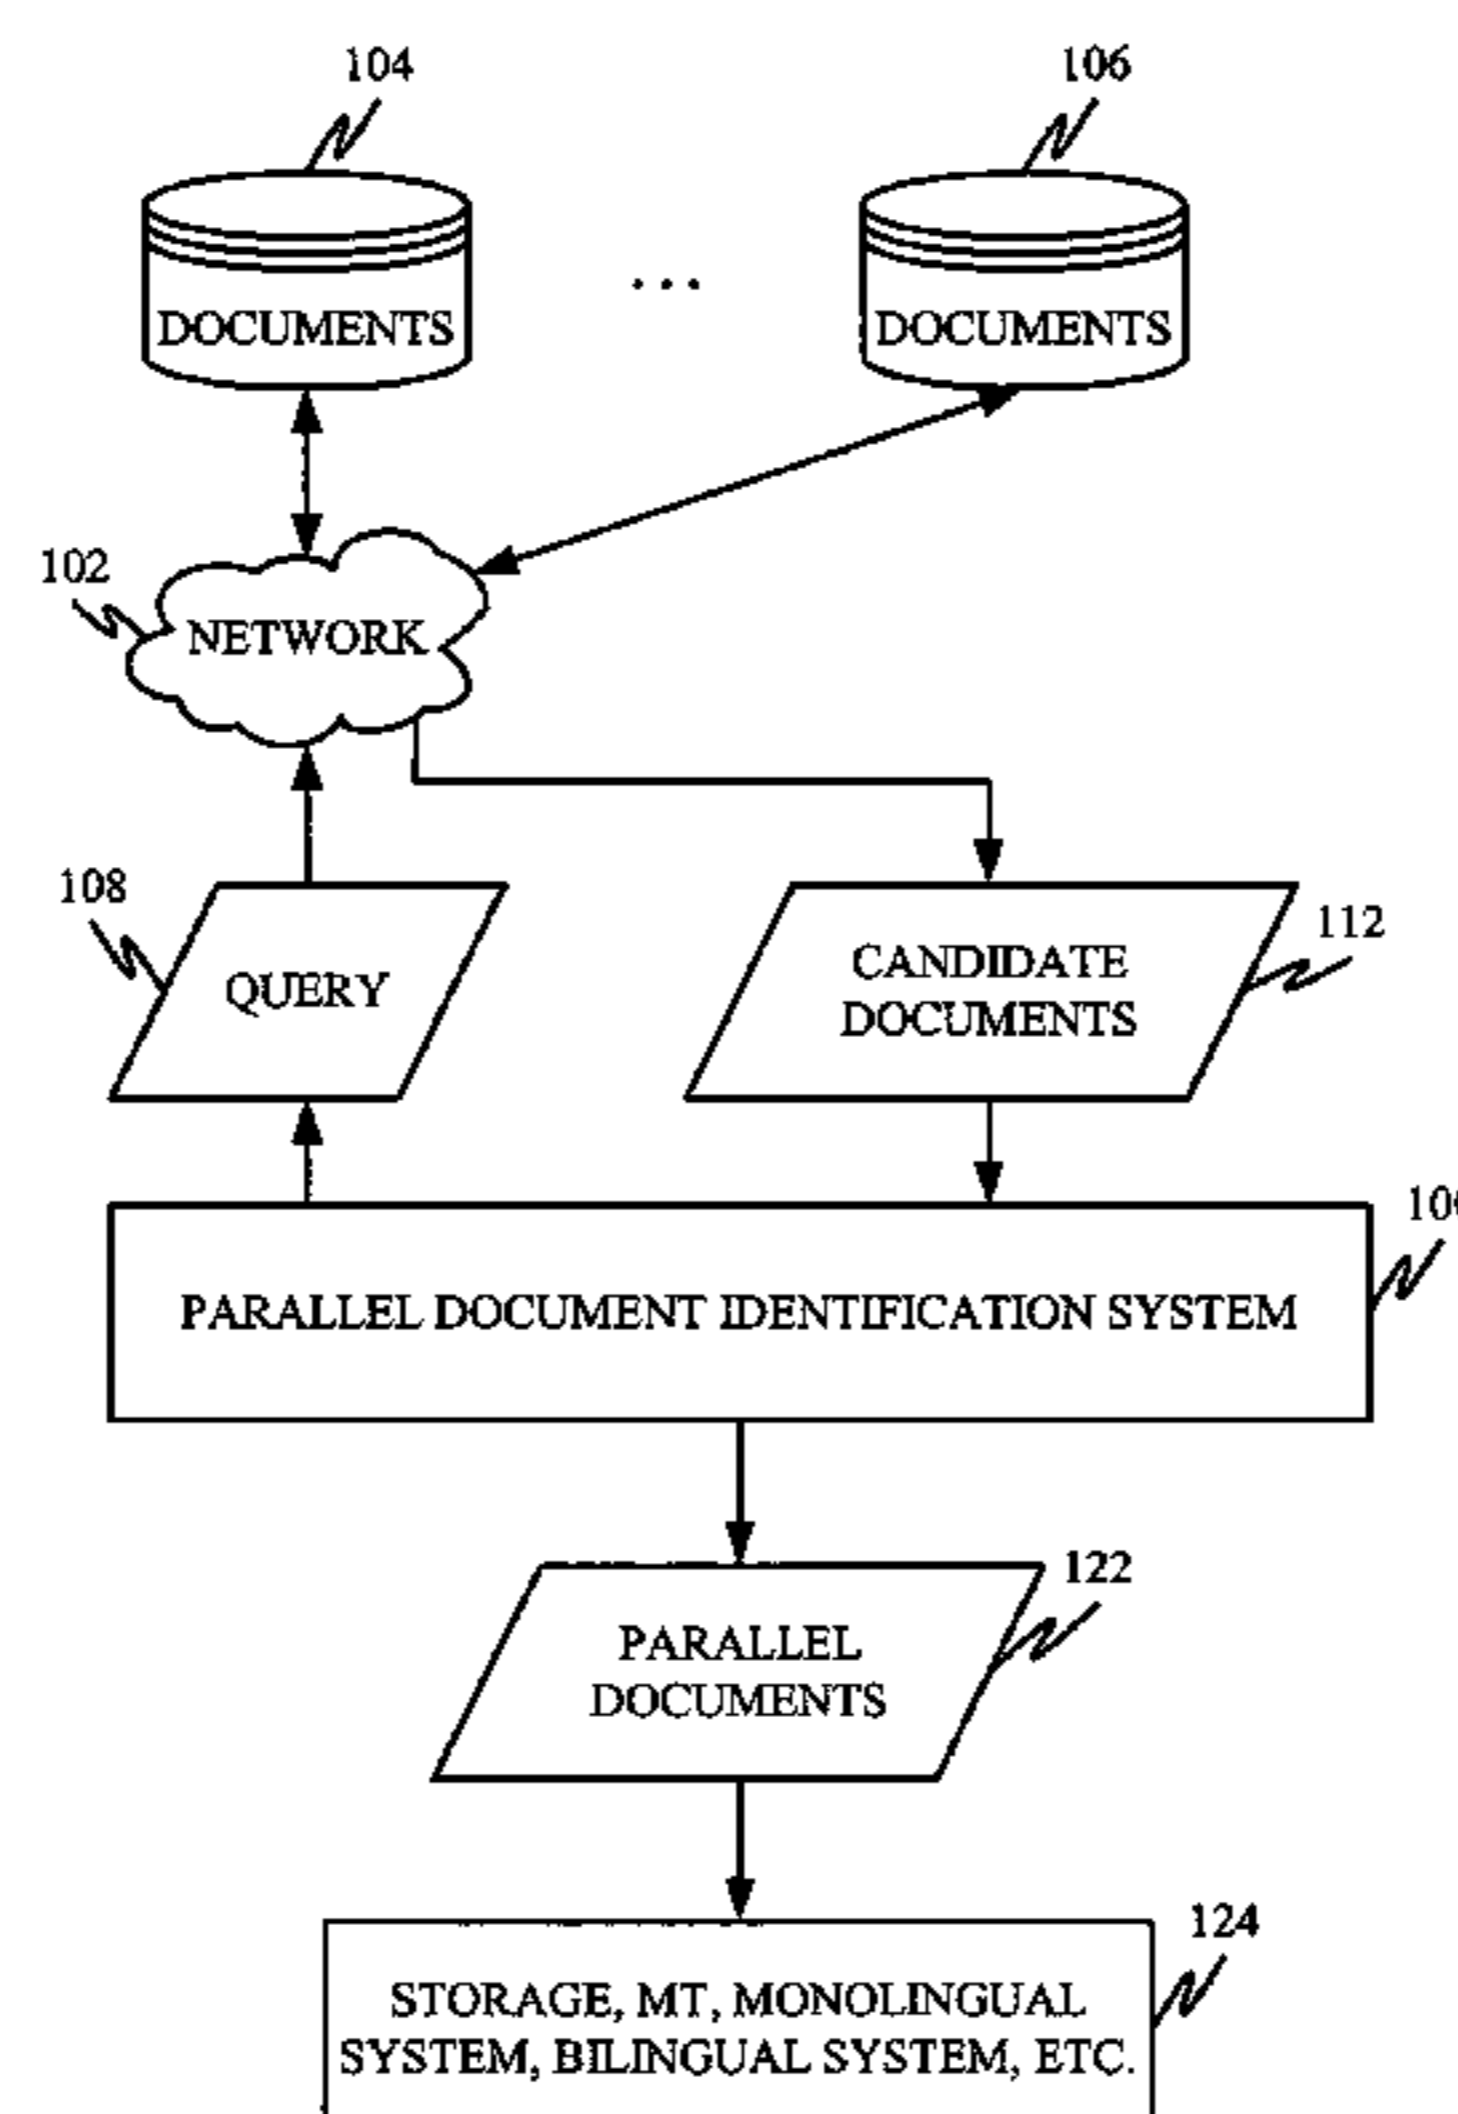 104
106
DOCUMENTS
...
DOCUMENTS
102
NETWORK
108
QUERY
CANDIDATE
DOCUMENTS
112
PARALLEL DOCUMENT IDENTIFICATION SYSTEM
122
PARALLEL
DOCUMENTS
124
STORAGE, MT, MONOLINGUAL
SYSTEM, BILINGUAL SYSTEM, ETC.